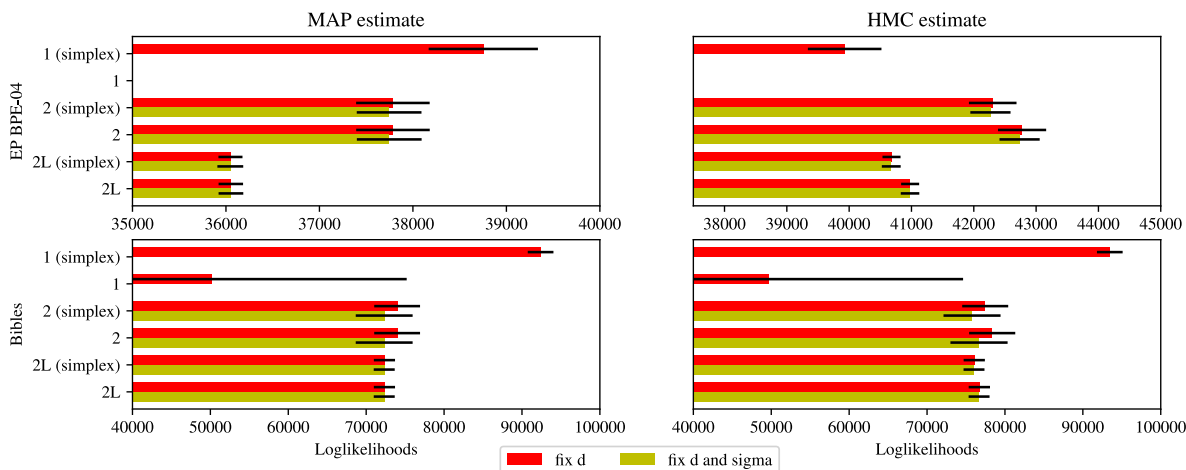 MAP estimate
HMC estimate
EP BPE-04
1 (simplex)
1
2 (simplex)
2
2L (simplex)
2L
35000 36000 37000 38000 39000 40000
38000 39000 40000 41000 42000 43000 44000 45000
Bibles
1 (simplex)
1
2 (simplex)
2
2L (simplex)
2L
40000 50000 60000 70000 80000 90000 100000
40000 50000 60000 70000 80000 90000 100000
Loglikelihoods
Loglikelihoods
fix d
fix d and sigma